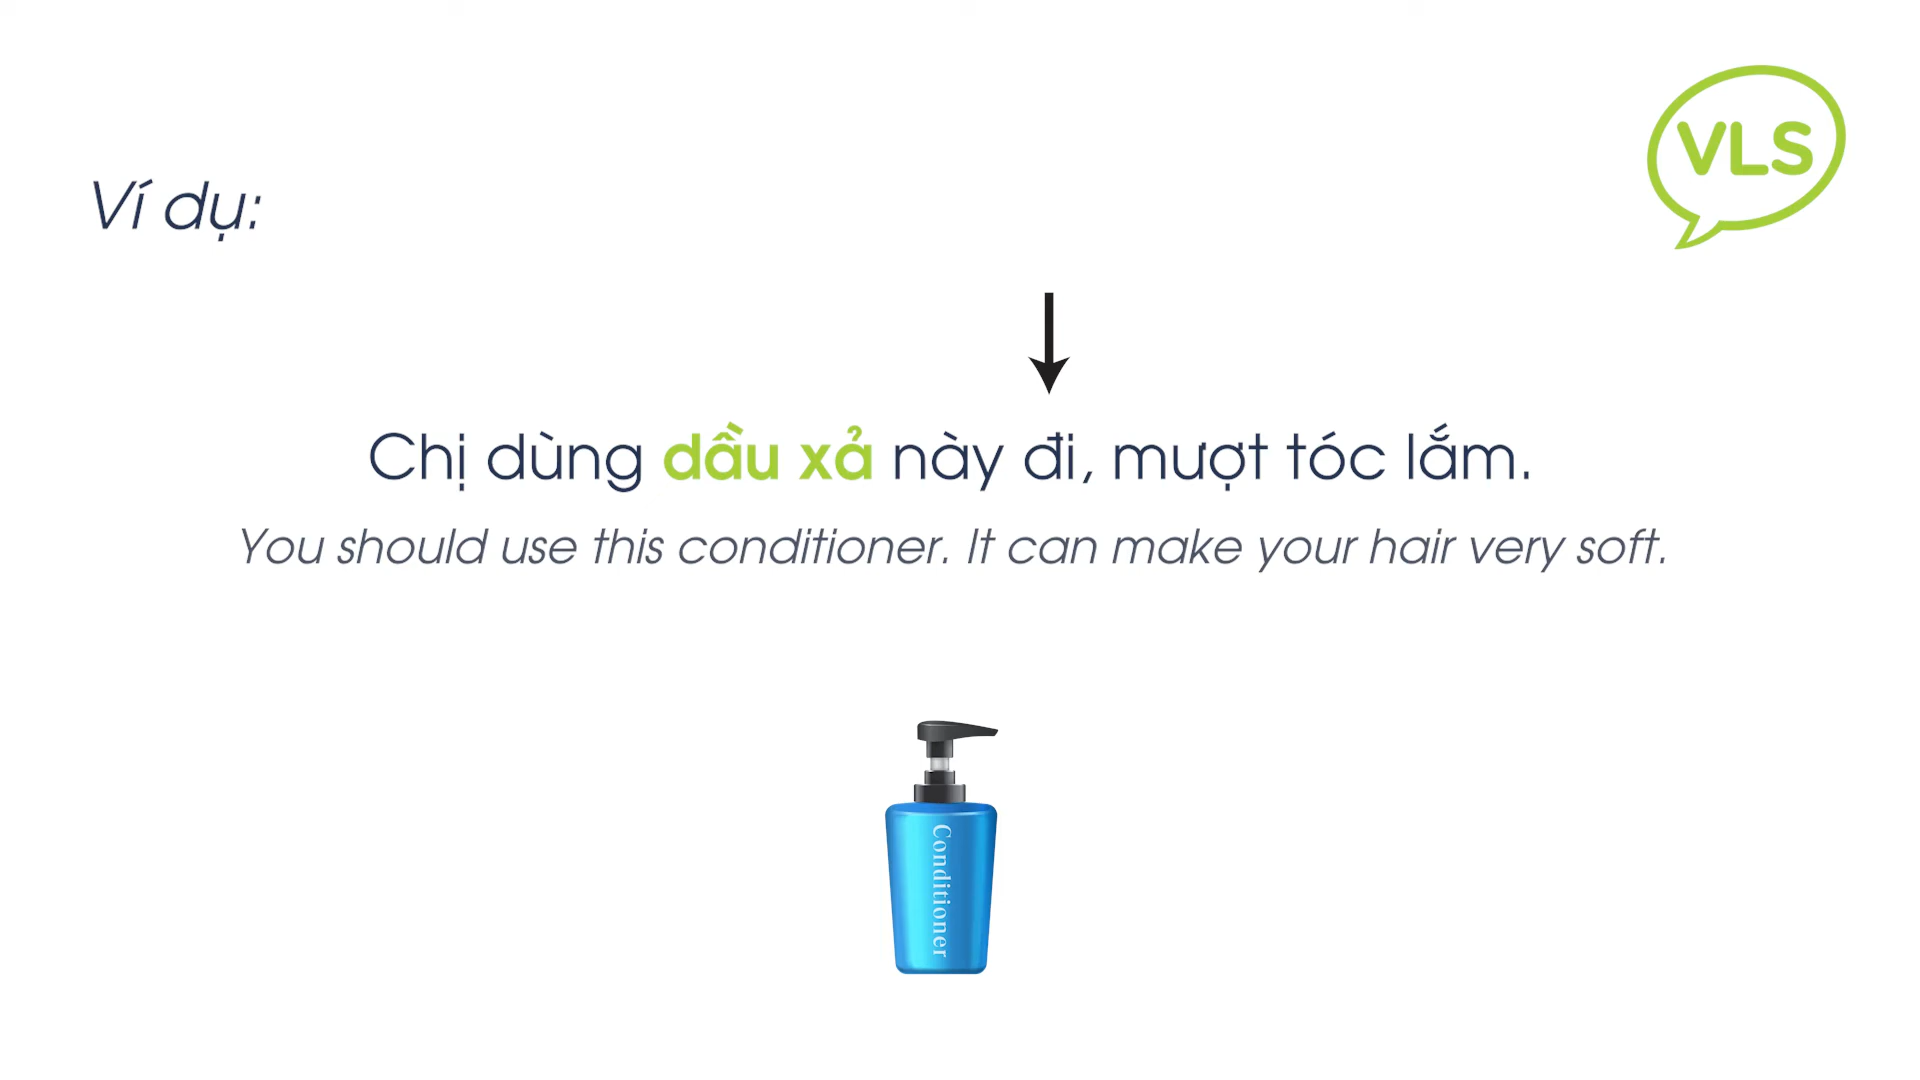 VLS
Ví dụ:
Chị dùng dầu xả này đi, mượt tóc lắm.
You should use this conditioner. It can make your hair very soft.
Conditioner